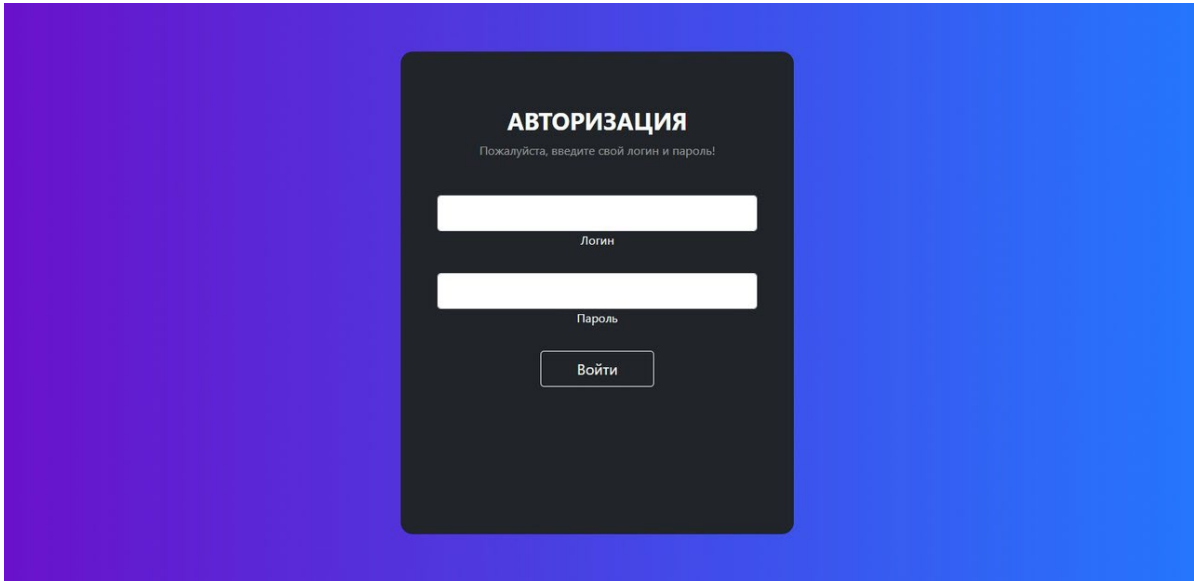 АВТОРИЗАЦИЯ
Пожалуйста, введите свой логин и пароль!
Логин
Пароль
Войти